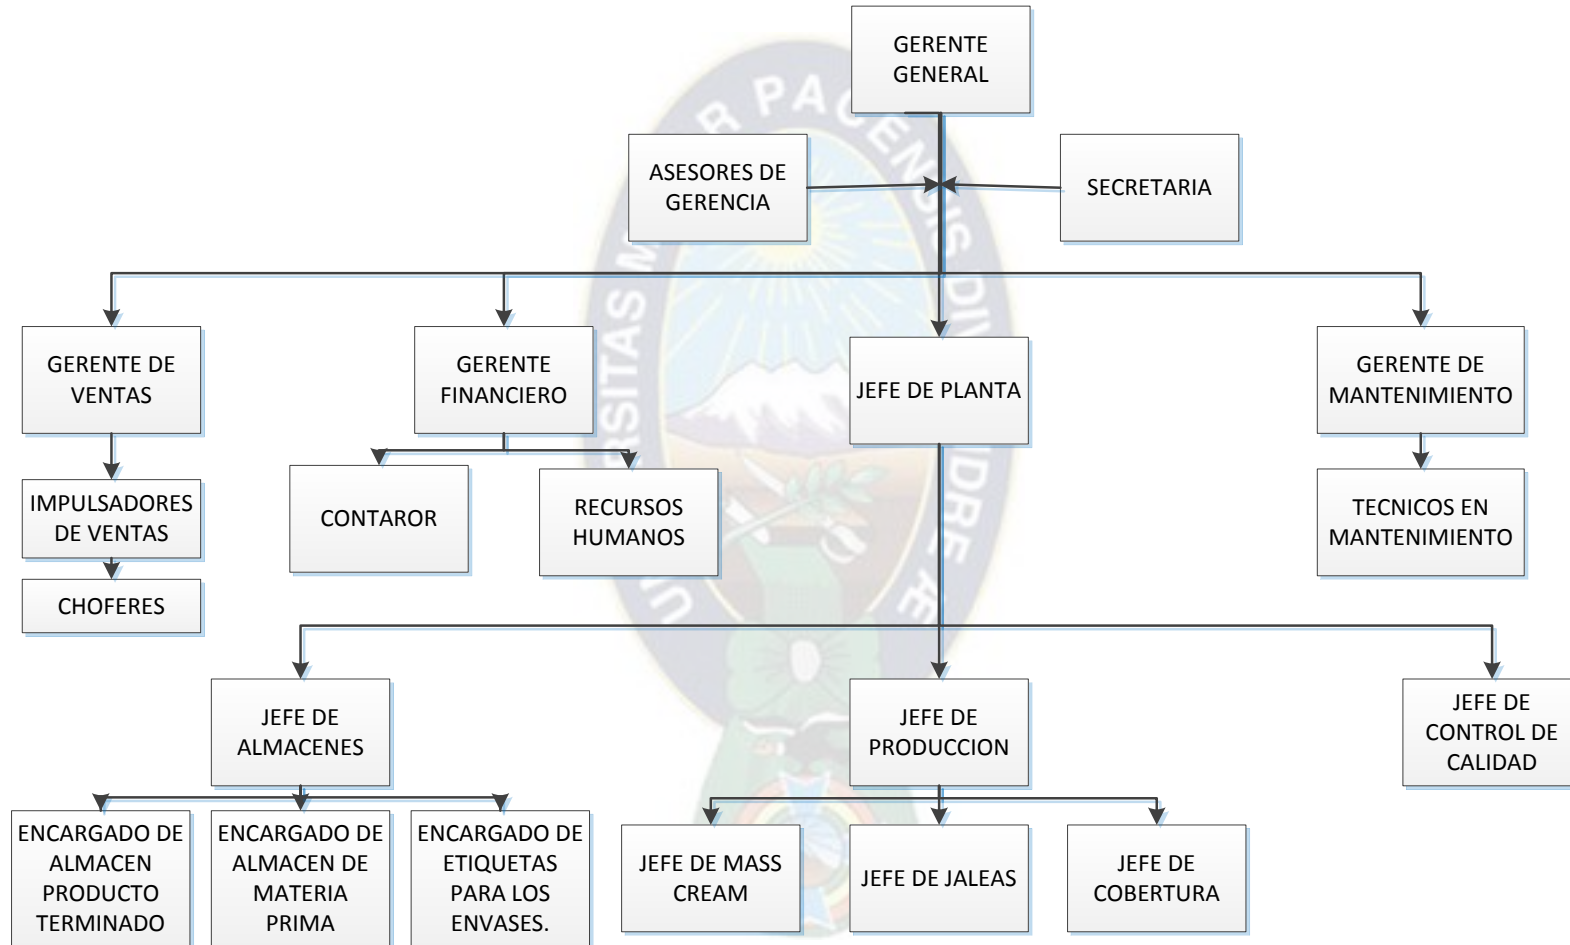 GERENTE
GENERAL
ASESORES DE
GERENCIA
SECRETARIA
GERENTE DE
VENTAS
GERENTE
FINANCIERO
JEFE DE PLANTA
GERENTE DE
MANTENIMIENTO
IMPULSADORES
DE VENTAS
CONTAROR
RECURSOS
HUMANOS
TECNICOS EN
MANTENIMIENTO
CHOFERES
JEFE DE
ALMACENES
JEFE DE
PRODUCCION
JEFE DE
CONTROL DE
CALIDAD
ENCARGADO DE
ALMACEN
PRODUCTO
TERMINADO
ENCARGADO DE
ALMACEN DE
MATERIA
PRIMA
ENCARGADO DE
ETIQUETAS
PARA LOS
ENVASES.
JEFE DE MASS
CREAM
JEFE DE JALEAS
JEFE DE
COBERTURA
PACENSIS